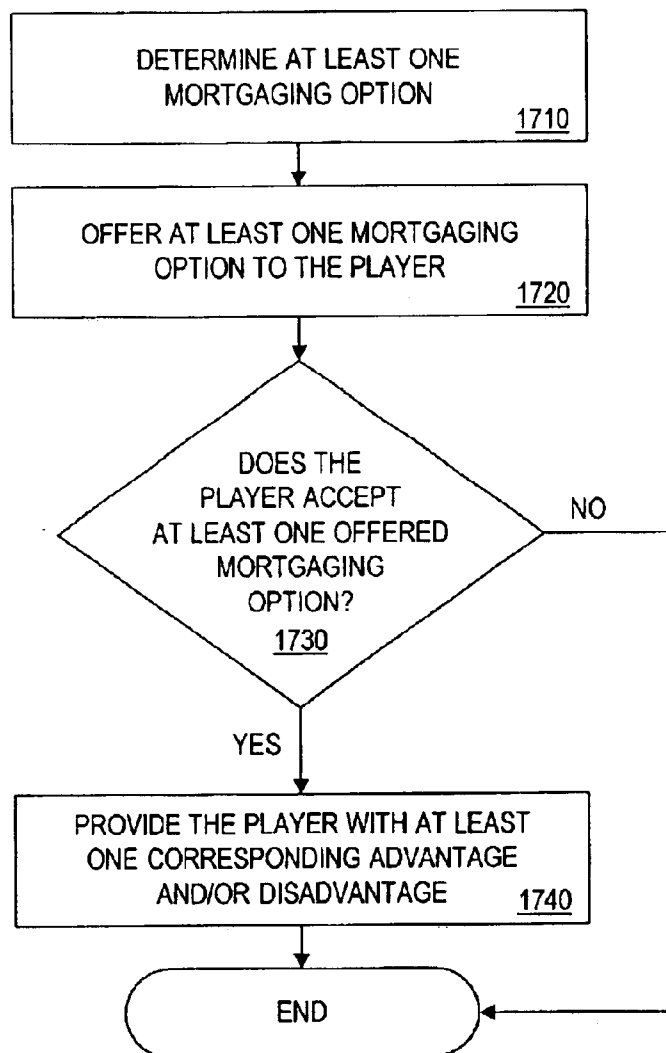 DETERMINE AT LEAST ONE
MORTGAGING OPTION
1710
OFFER AT LEAST ONE MORTGAGING
OPTION TO THE PLAYER
1720
DOES THE
PLAYER ACCEPT
AT LEAST ONE OFFERED
MORTGAGING
OPTION?
1730
NO
YES
PROVIDE THE PLAYER WITH AT LEAST
ONE CORRESPONDING ADVANTAGE
AND/OR DISADVANTAGE
1740
END